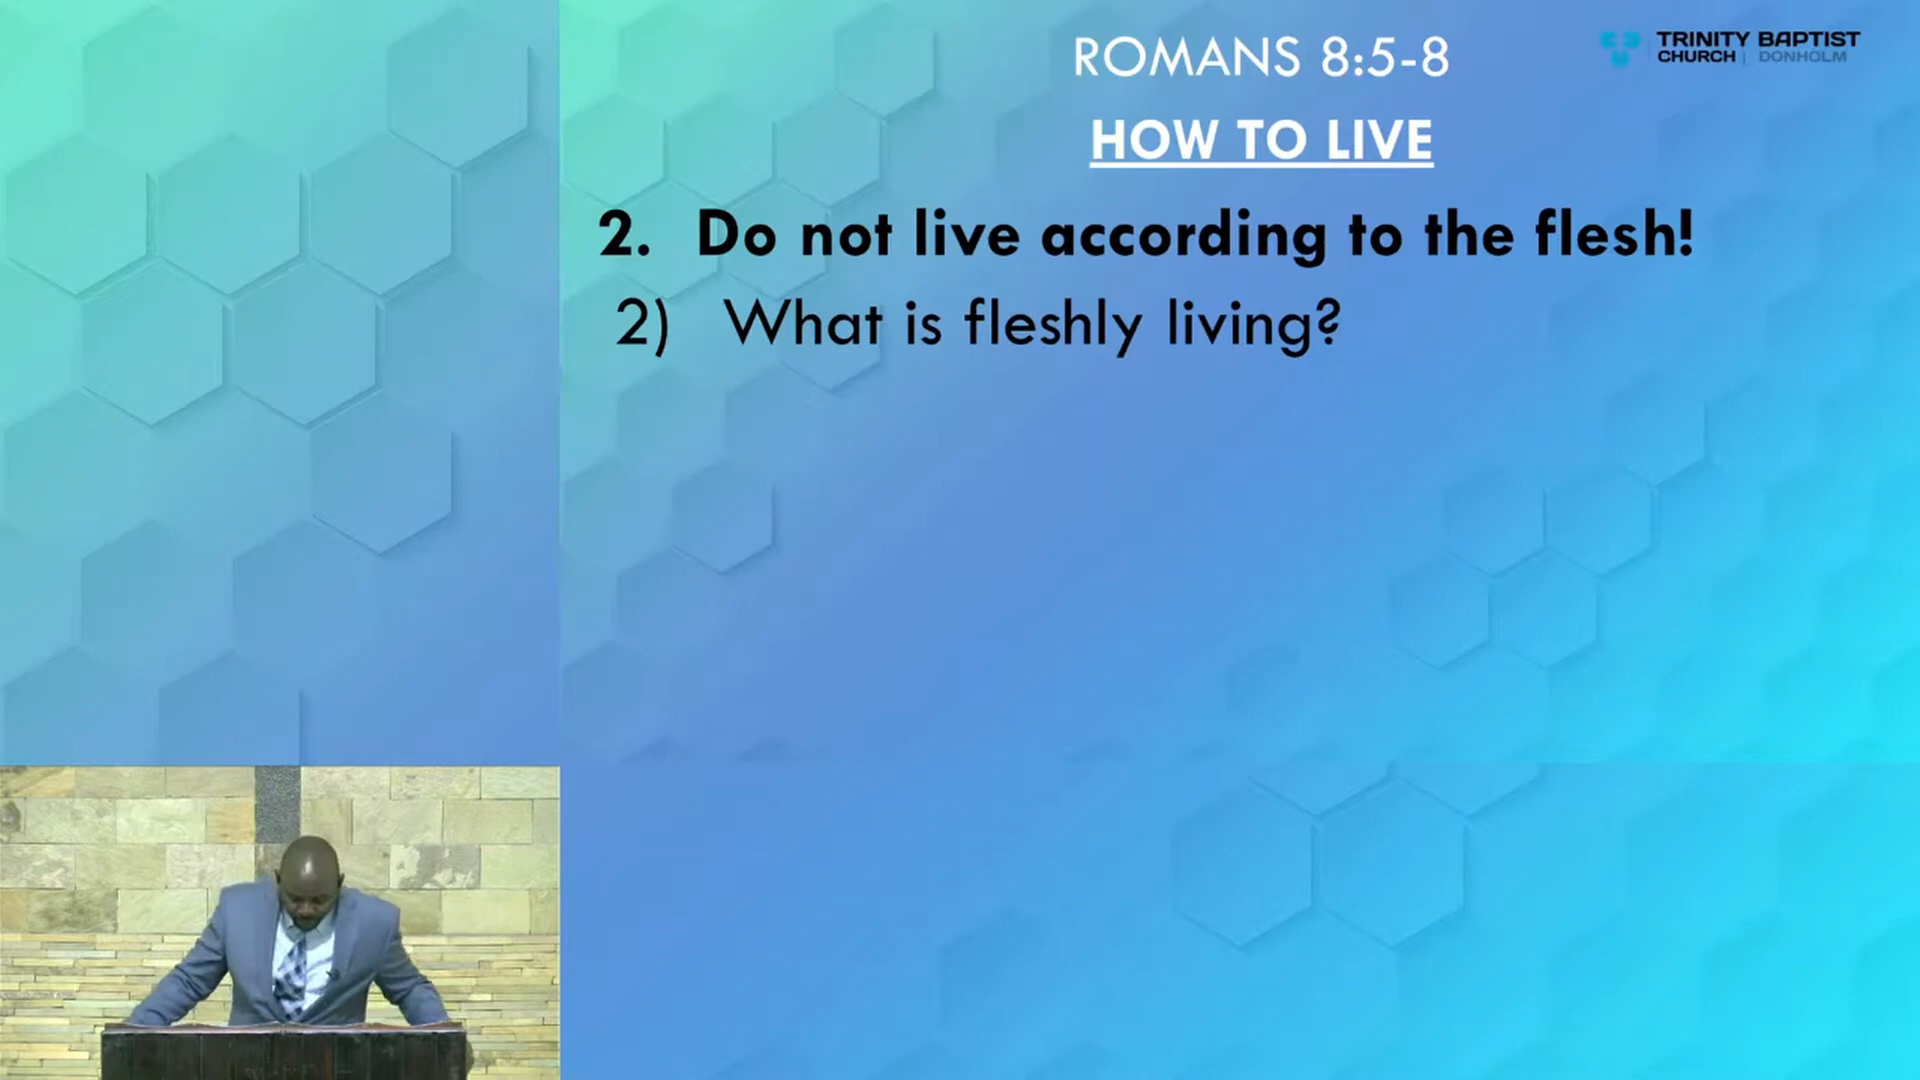 ROMANS 8:5-8
TRINITY BAPTIST
CHURCH | DONHOLM
HOW TO LIVE
2. Do not live according to the flesh!
2) What is fleshly living?